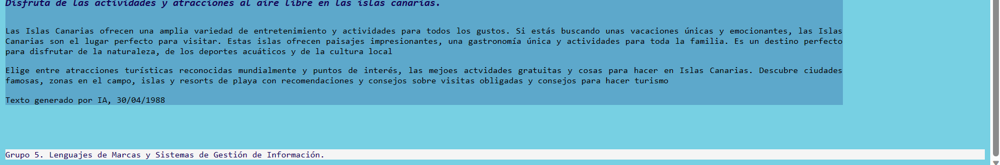 Disfruta de las actividades y atracciones al aire libre en las islas canarias.
Las Islas Canarias ofrecen una amplia variedad de entretenimiento y actividades para todos los gustos. Si estás buscando unas vacaciones únicas y emocionantes, las Islas
Canarias son el lugar perfecto para visitar. Estas islas ofrecen paisajes impresionantes, una gastronomía única y actividades para toda la familia. Es un destino perfecto
para disfrutar de la naturaleza, de los deportes acuáticos y de la cultura local
Elige entre atracciones turísticas reconocidas mundialmente y puntos de interés, las mejoes actvidades gratuitas y cosas para hacer en Islas Canarias. Descubre ciudades
famosas, zonas en el campo, islas y resorts de playa con recomendaciones y consejos sobre visitas obligadas y consejos para hacer turismo
Texto generado por IA, 30/04/1988
Grupo 5. Lenguajes de Marcas y Sistemas de Gestión de Información.